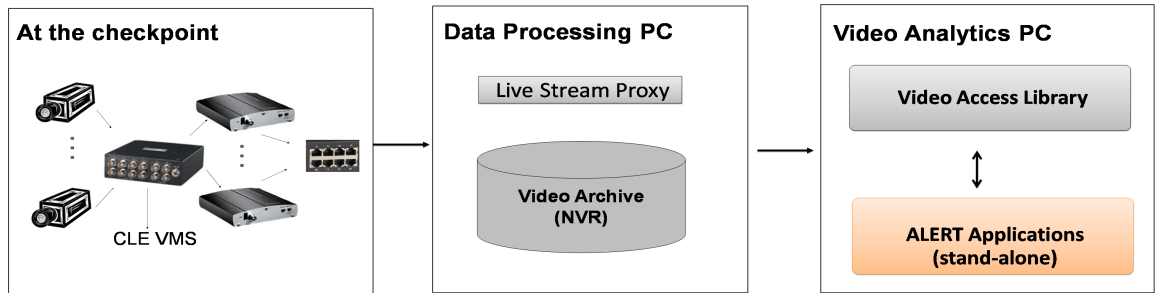 At the checkpoint
CLE VMS
Data Processing PC
Live Stream Proxy
Video Archive
(NVR)
Video Analytics PC
Video Access Library
ALERT Applications
(stand-alone)